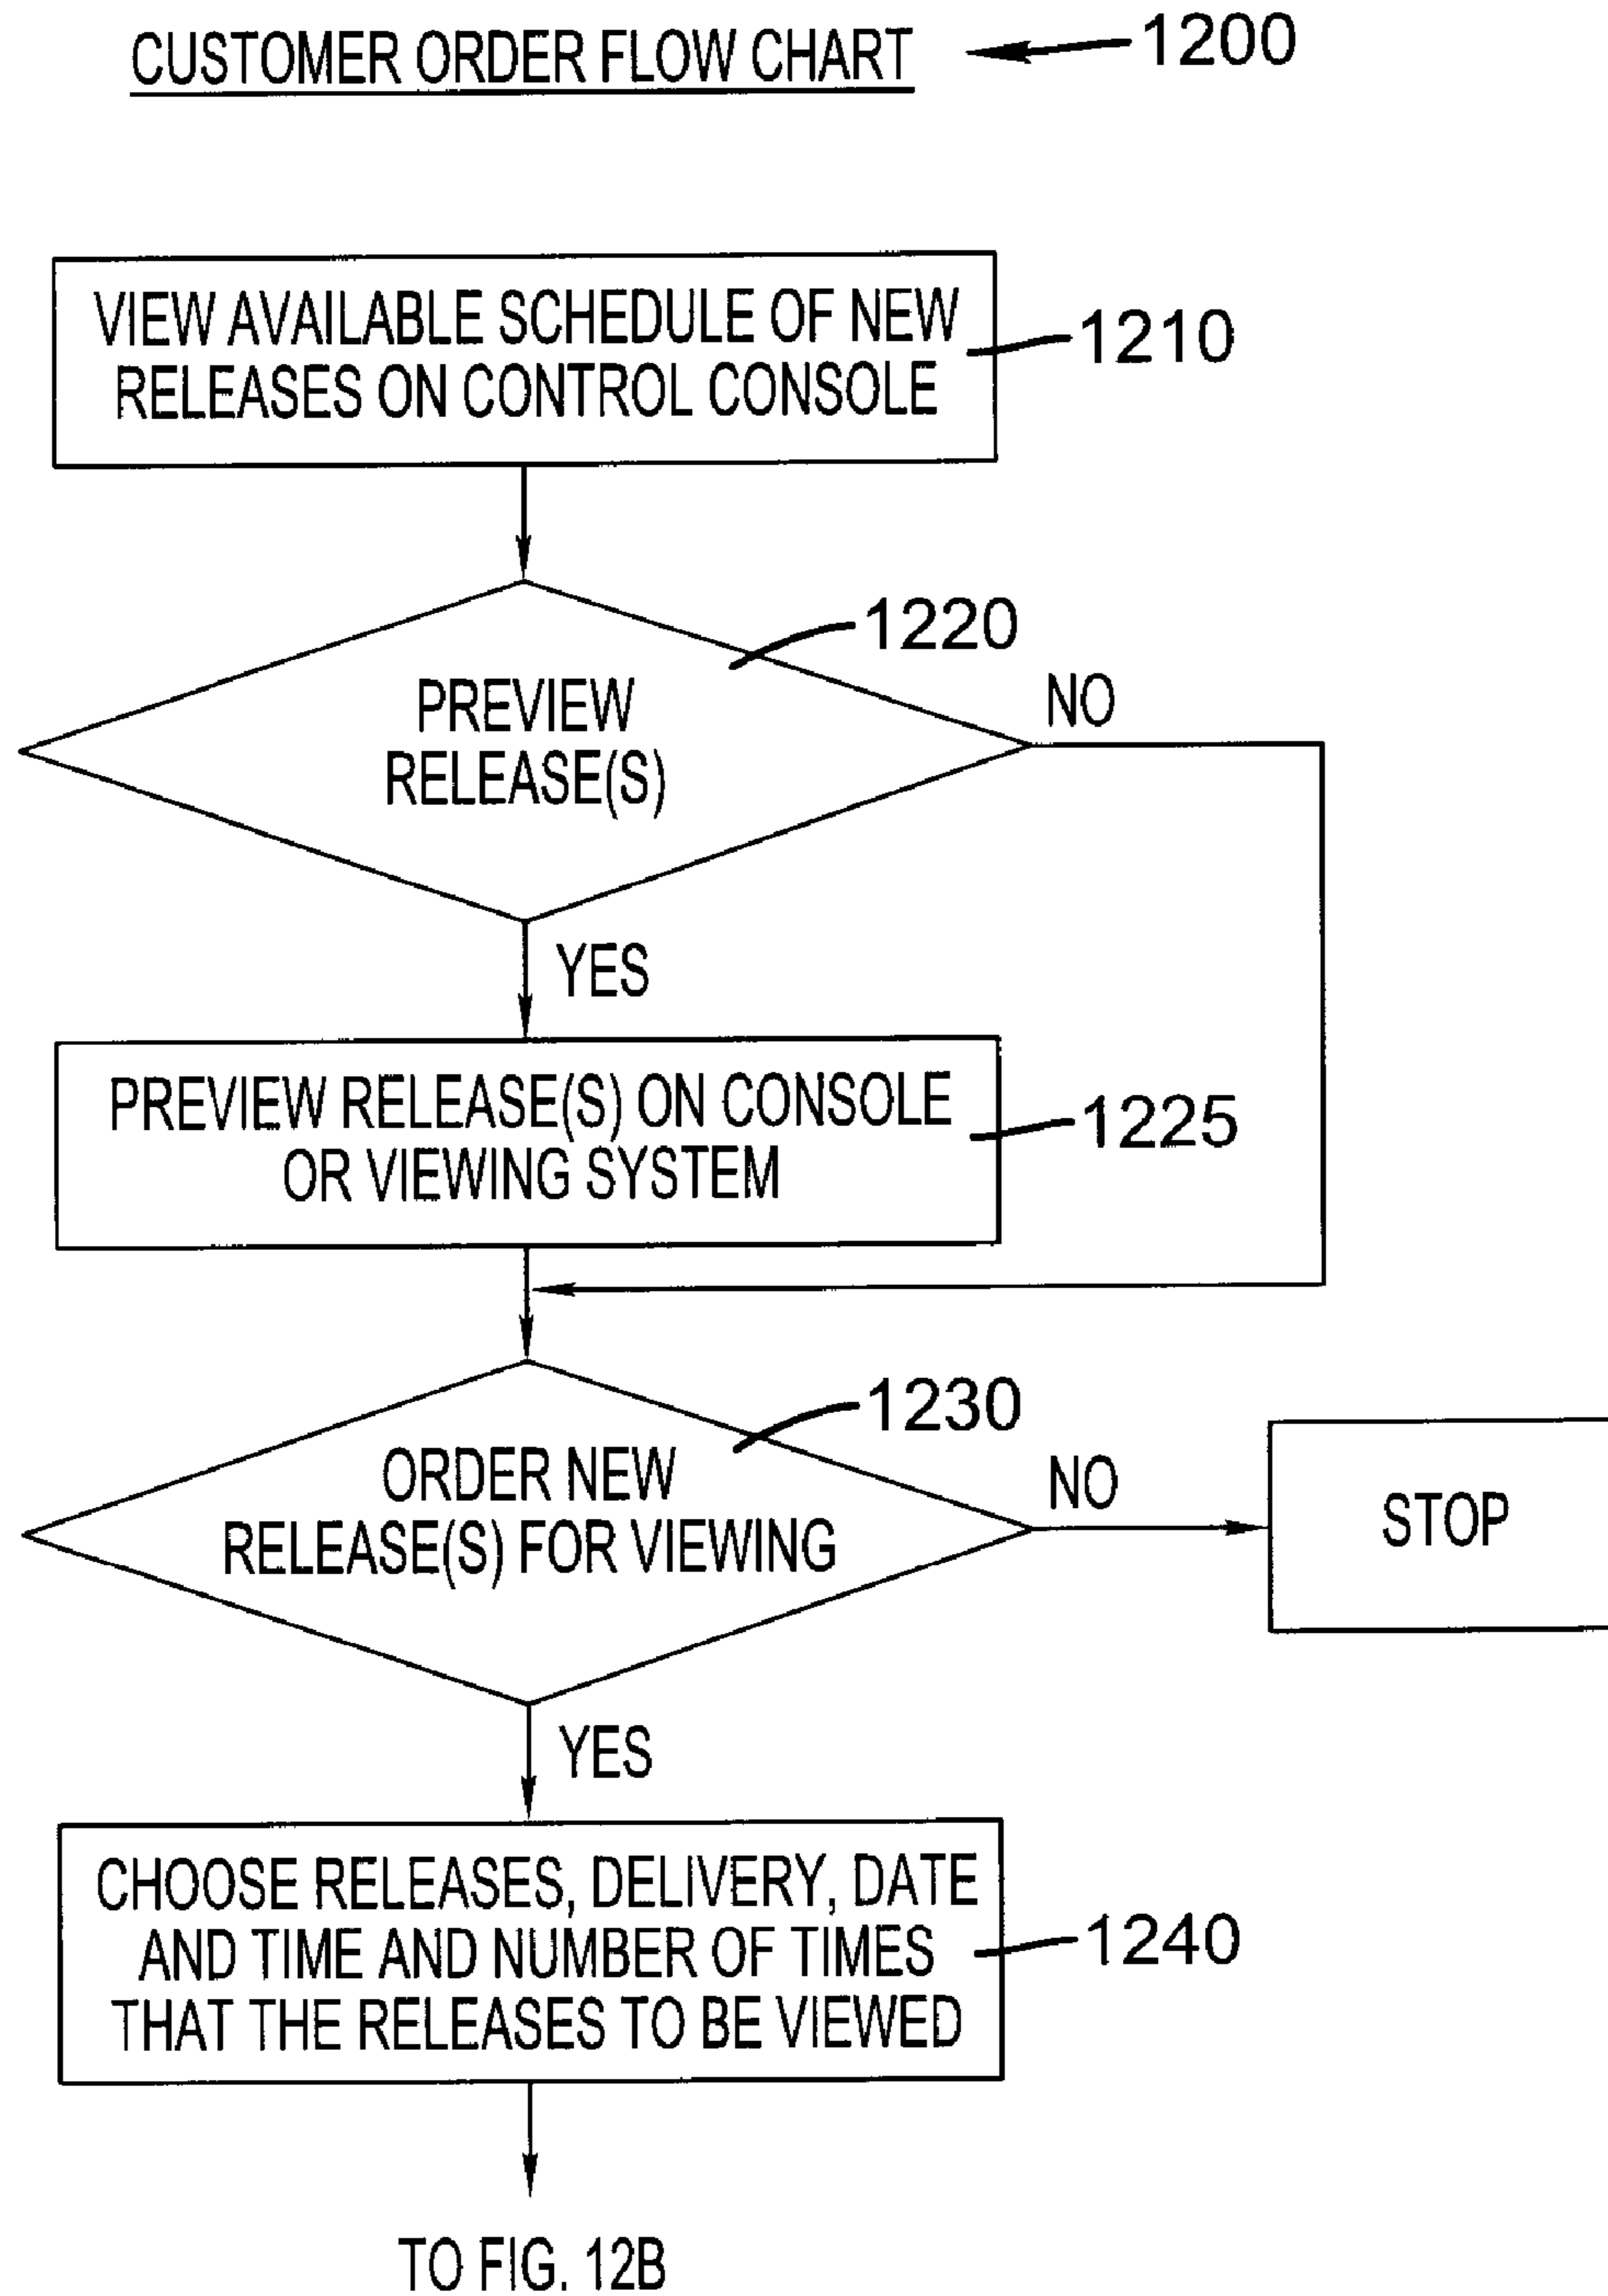 CUSTOMER ORDER FLOW CHART
1200
VIEW AVAILABLE SCHEDULE OF NEW
RELEASES ON CONTROL CONSOLE
1210
1220
PREVIEW
RELEASE(S)
NO
YES
PREVIEW RELEASE(S) ON CONSOLE
OR VIEWING SYSTEM
1225
1230
ORDER NEW
RELEASE(S) FOR VIEWING
NO
STOP
YES
CHOOSE RELEASES, DELIVERY, DATE
AND TIME AND NUMBER OF TIMES
THAT THE RELEASES TO BE VIEWED
1240
TO FIG. 12B